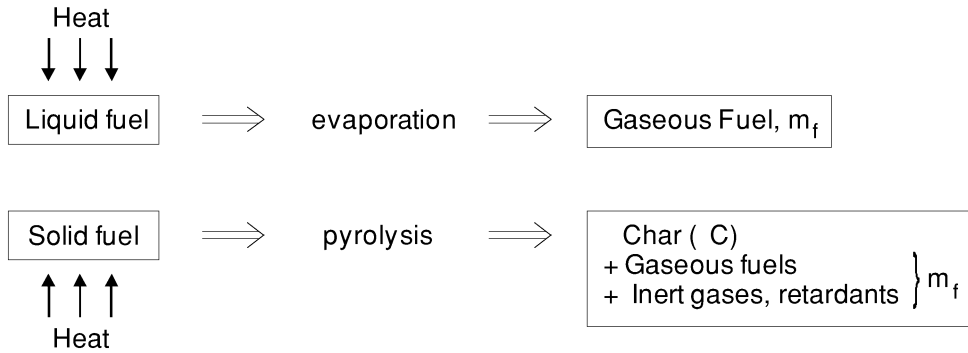 Heat
Liquid fuel
evaporation
Gaseous Fuel, m_f
Solid fuel
pyrolysis
Char ( C)
+ Gaseous fuels
+ Inert gases, retardants } m_f
Heat